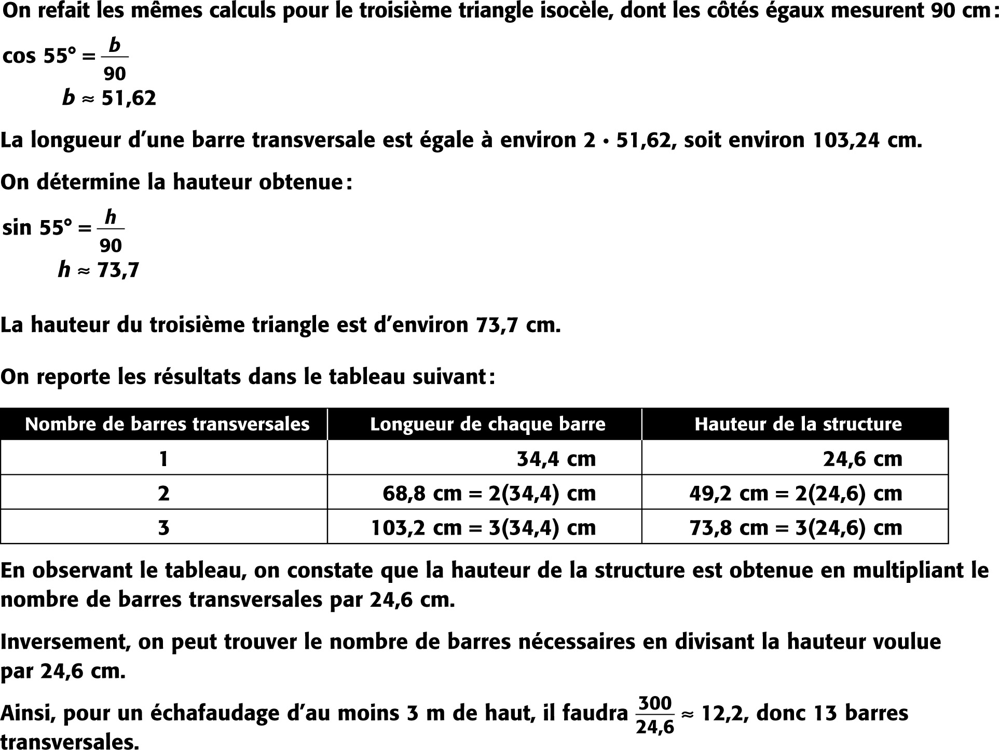 On refait les mêmes calculs pour le troisième triangle isocèle, dont les côtés égaux mesurent 90 cm :
cos 55° = b/90
b ≈ 51,62
La longueur d’une barre transversale est égale à environ 2 • 51,62, soit environ 103,24 cm.
On détermine la hauteur obtenue :
sin 55° = h/90
h ≈ 73,7
La hauteur du troisième triangle est d’environ 73,7 cm.
On reporte les résultats dans le tableau suivant :
Nombre de barres transversales Longueur de chaque barre Hauteur de la structure
1 34,4 cm 24,6 cm
2 68,8 cm = 2(34,4) cm 49,2 cm = 2(24,6) cm
3 103,2 cm = 3(34,4) cm 73,8 cm = 3(24,6) cm
En observant le tableau, on constate que la hauteur de la structure est obtenue en multipliant le
nombre de barres transversales par 24,6 cm.
Inversement, on peut trouver le nombre de barres nécessaires en divisant la hauteur voulue
par 24,6 cm.
Ainsi, pour un échafaudage d’au moins 3 m de haut, il faudra 300/24,6 ≈ 12,2, donc 13 barres
transversales.